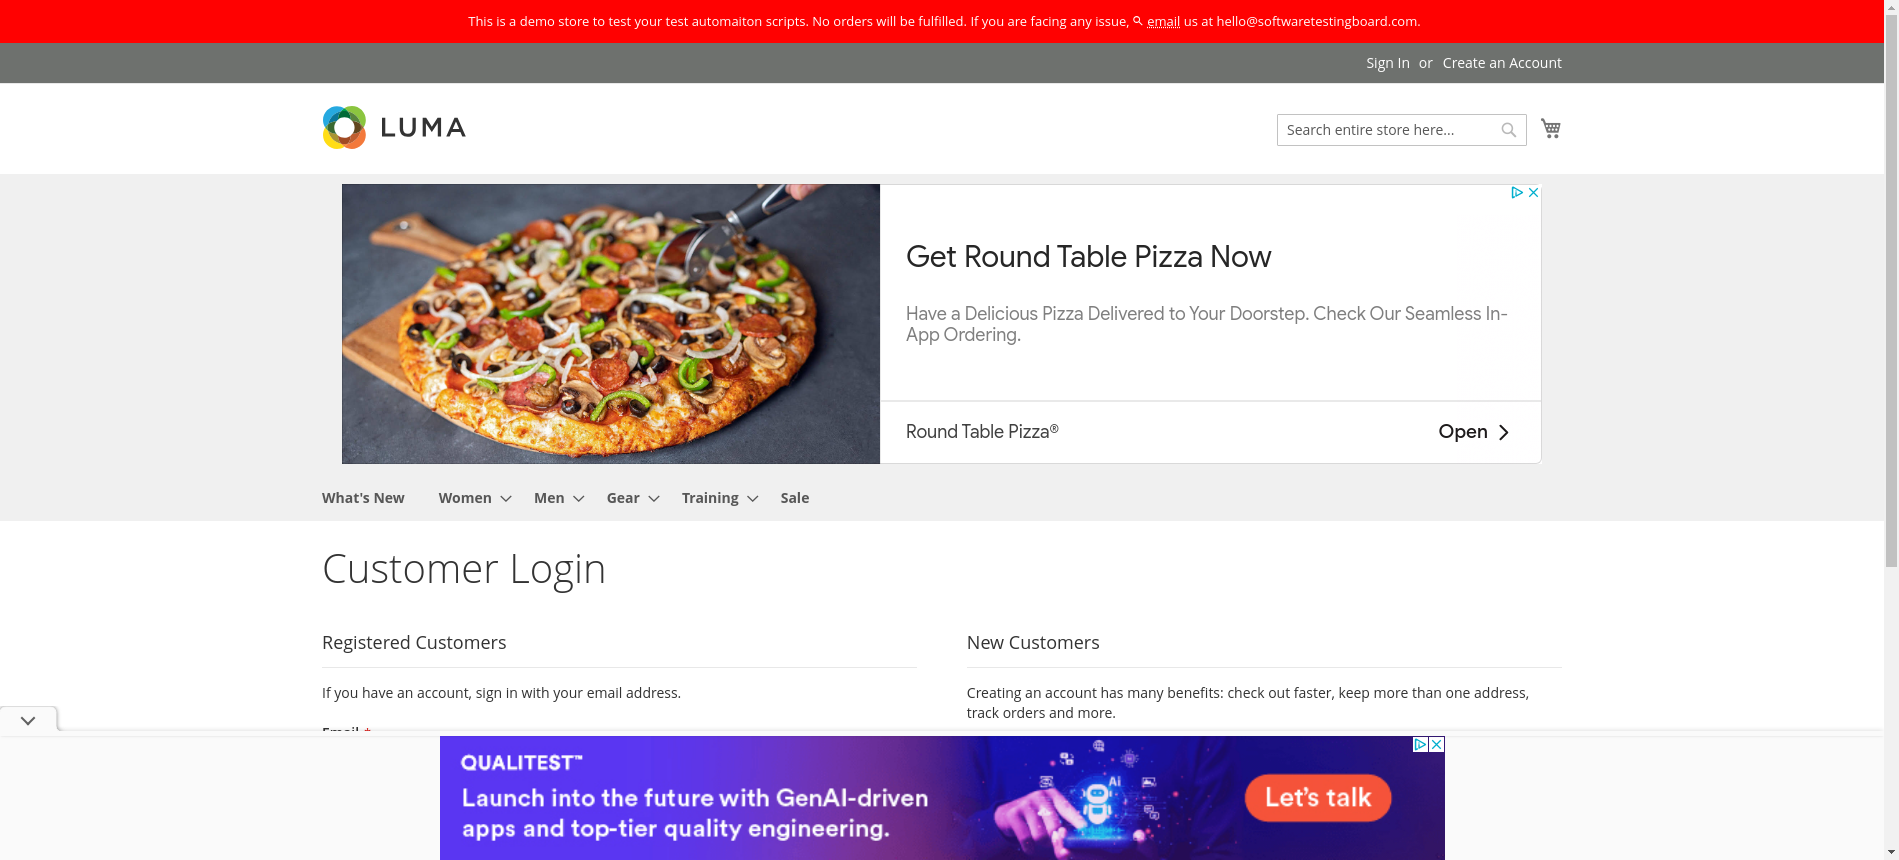 This is a demo store to test your test automaiton scripts. No orders will be fulfilled. If you are facing any issue, email us at hello@softwaretestingboard.com.
Sign In or Create an Account
LUMA
Search entire store here...
Get Round Table Pizza Now
Have a Delicious Pizza Delivered to Your Doorstep. Check Our Seamless In-
App Ordering.
Round Table Pizza®
Open
What's New Women Men Gear Training Sale
Customer Login
Registered Customers
If you have an account, sign in with your email address.
Email *
New Customers
Creating an account has many benefits: check out faster, keep more than one address,
track orders and more.
QUALITEST™
Launch into the future with GenAI-driven
apps and top-tier quality engineering.
Ai
Let's talk